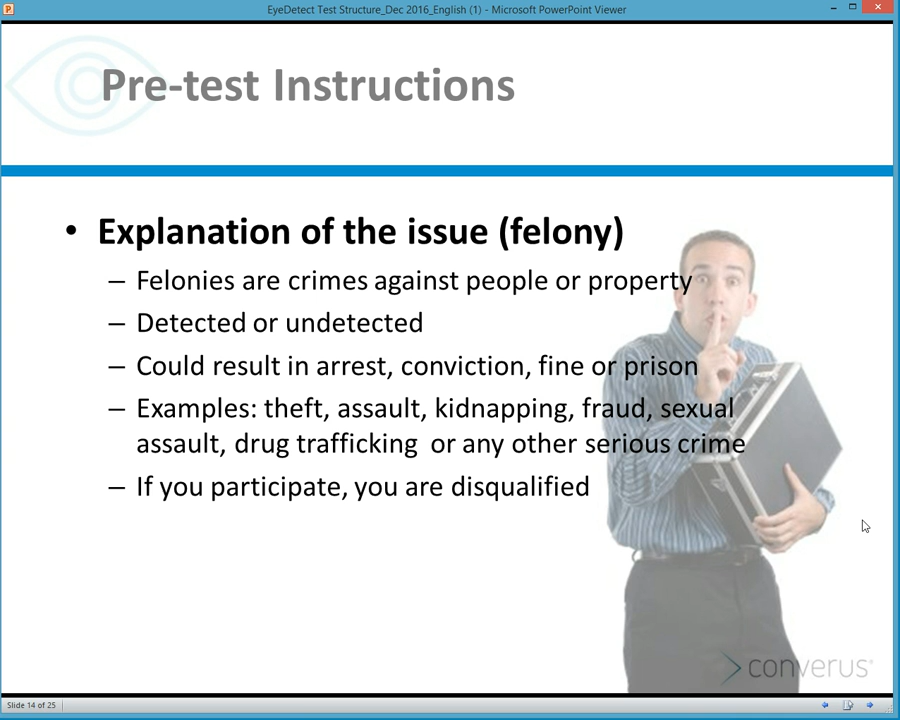 EyeDetect Test Structure_Dec 2016_English (1) - Microsoft PowerPoint Viewer
Pre-test Instructions
• Explanation of the issue (felony)
– Felonies are crimes against people or property
– Detected or undetected
– Could result in arrest, conviction, fine or prison
– Examples: theft, assault, kidnapping, fraud, sexual
assault, drug trafficking or any other serious crime
– If you participate, you are disqualified
converus®
Slide 14 of 25